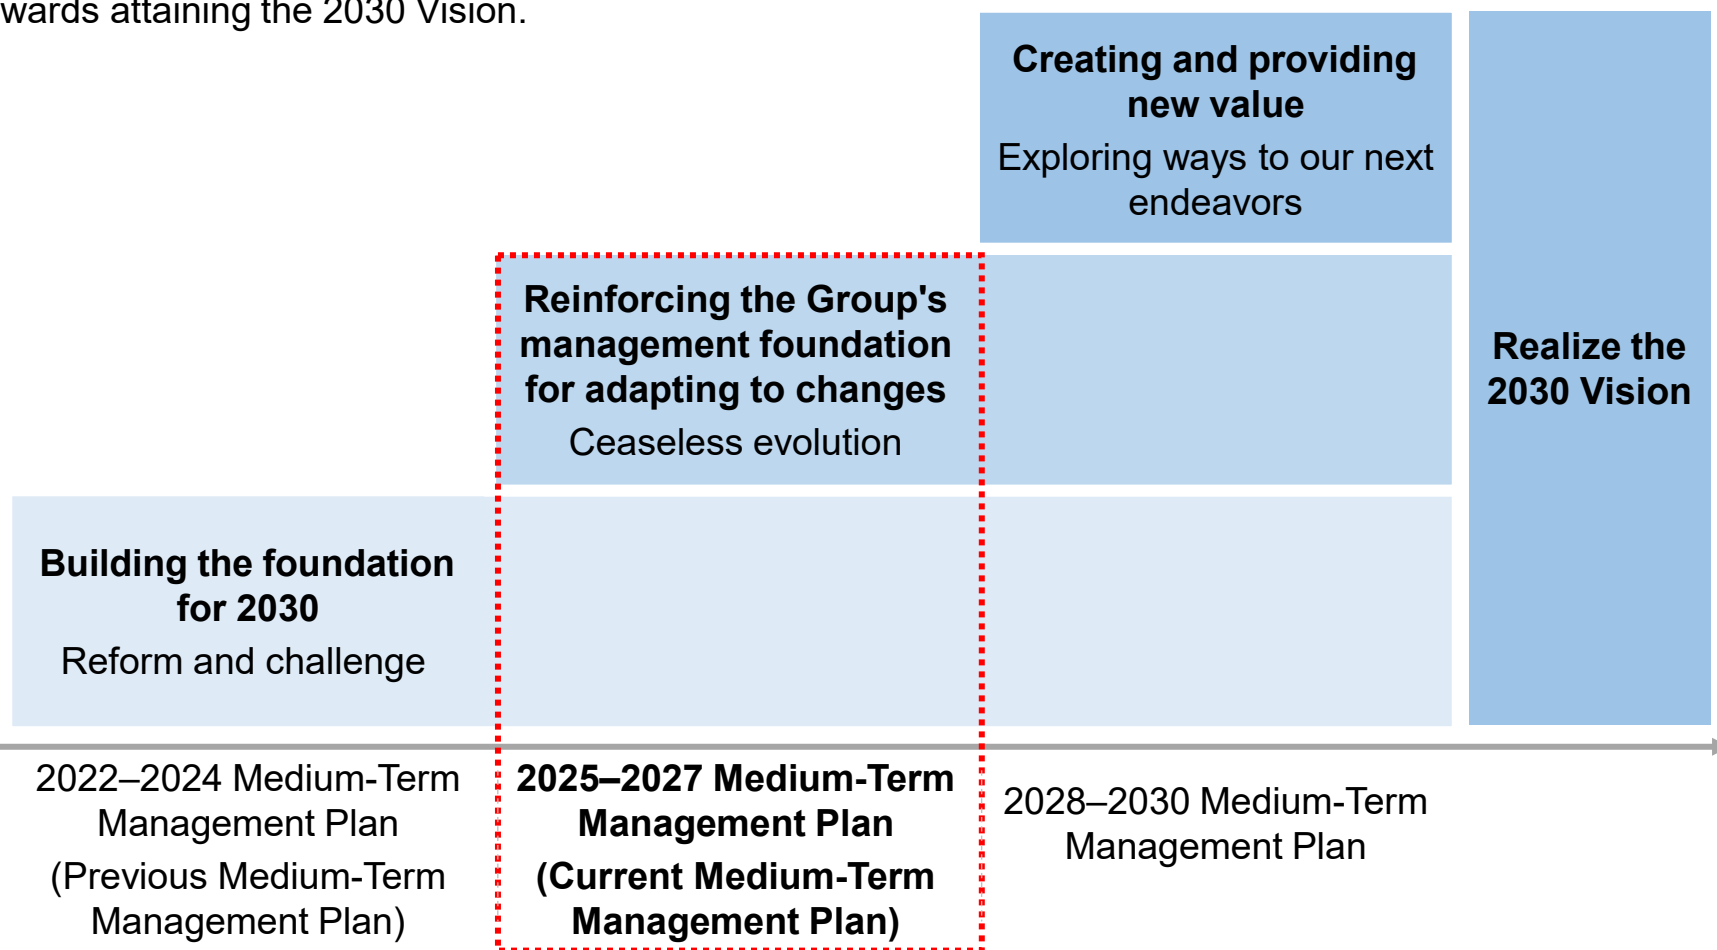 wards attaining the 2030 Vision.
Creating and providing
new value
Exploring ways to our next
endeavors
Reinforcing the Group's
management foundation
for adapting to changes
Ceaseless evolution
Realize the
2030 Vision
Building the foundation
for 2030
Reform and challenge
2022–2024 Medium-Term
Management Plan
(Previous Medium-Term
Management Plan)
2025–2027 Medium-Term
Management Plan
(Current Medium-Term
Management Plan)
2028–2030 Medium-Term
Management Plan